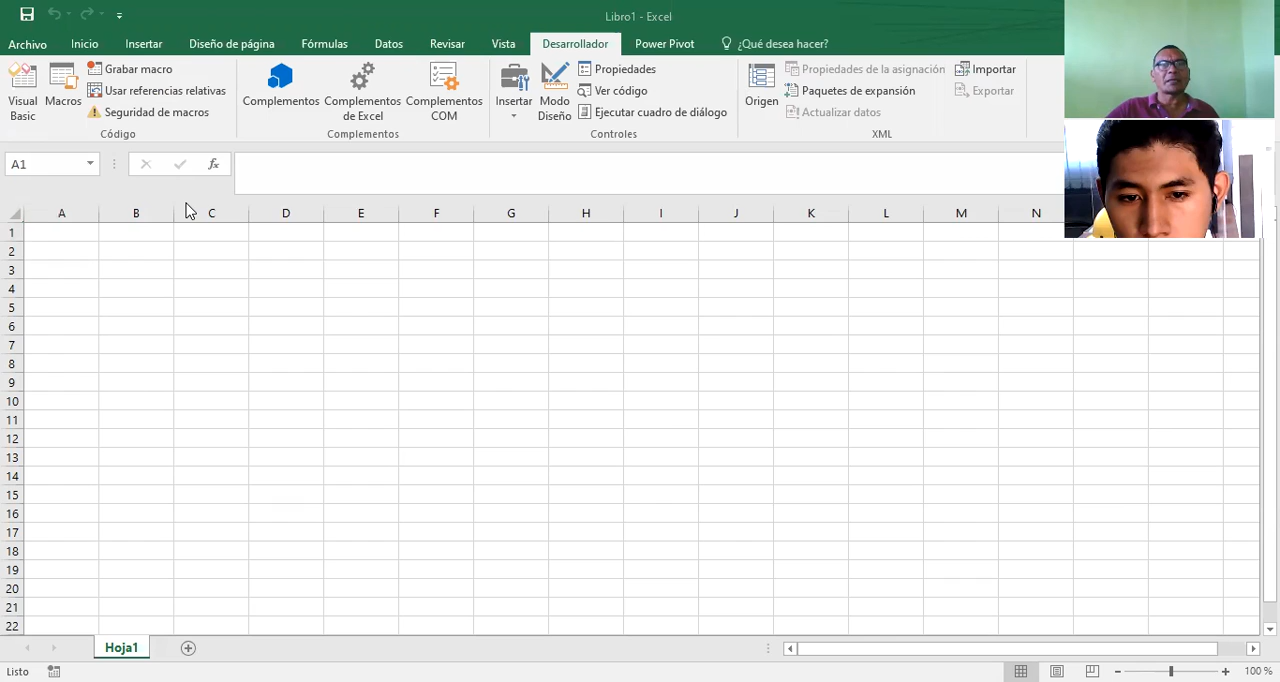 Libro1 - Excel
Archivo Inicio Insertar Diseño de página Fórmulas Datos Revisar Vista Desarrollador Power Pivot ¿Qué desea hacer?
Visual Basic
Macros
Grabar macro
Usar referencias relativas
Seguridad de macros
Código
Complementos
Complementos de Excel
Complementos COM
Complementos
Insertar
Modo Diseño
Propiedades
Ver código
Ejecutar cuadro de diálogo
Controles
Origen
Propiedades de la asignación
Paquetes de expansión
Actualizar datos
Importar
Exportar
XML
A1 fx
A B C D E F G H I J K L M N
1
2
3
4
5
6
7
8
9
10
11
12
13
14
15
16
17
18
19
20
21
22
Hoja1
Listo 100 %